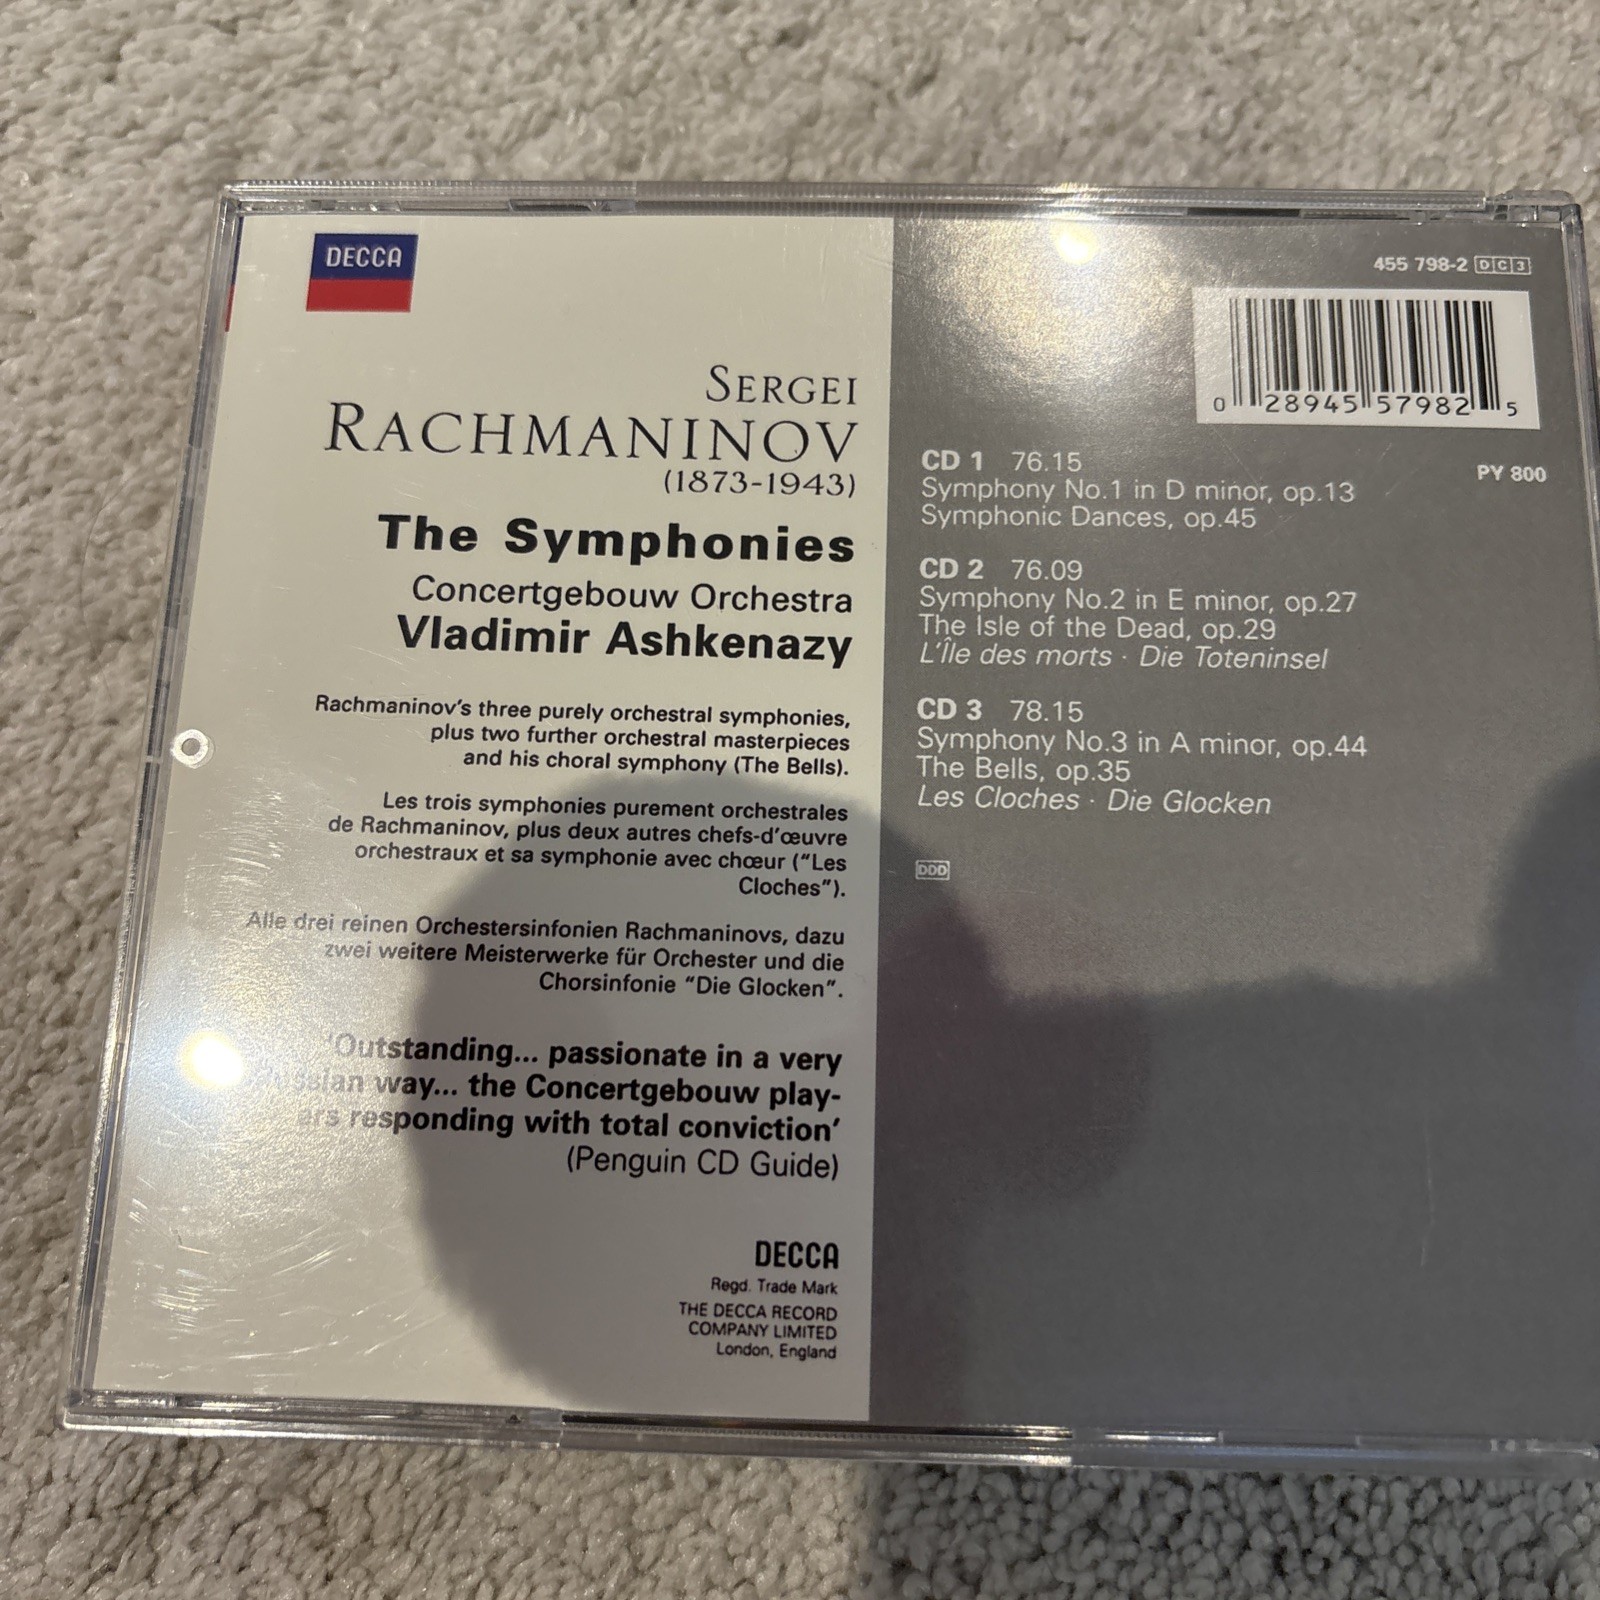 DECCA
SERGEI
RACHMANINOV
(1873-1943)
The Symphonies
Concertgebouw Orchestra
Vladimir Ashkenazy
Rachmaninov's three purely orchestral symphonies,
plus two further orchestral masterpieces
and his choral symphony (The Bells).
Les trois symphonies purement orchestrales
de Rachmaninov, plus deux autres chefs-d'œuvre
orchestraux et sa symphonie avec chœur ("Les
Cloches").
Alle drei reinen Orchestersinfonien Rachmaninovs, dazu
zwei weitere Meisterwerke für Orchester und die
Chorsinfonie "Die Glocken".
'Outstanding... passionate in a very
Russian way... the Concertgebouw play-
ers responding with total conviction'
(Penguin CD Guide)
DECCA
Regd. Trade Mark
THE DECCA RECORD
COMPANY LIMITED
London, England
455 798-2 DC3
0 28945 57982 5
PY 800
CD 1 76.15
Symphony No.1 in D minor, op.13
Symphonic Dances, op.45
CD 2 76.09
Symphony No.2 in E minor, op.27
The Isle of the Dead, op.29
L'Île des morts · Die Toteninsel
CD 3 78.15
Symphony No.3 in A minor, op.44
The Bells, op.35
Les Cloches · Die Glocken
DDD